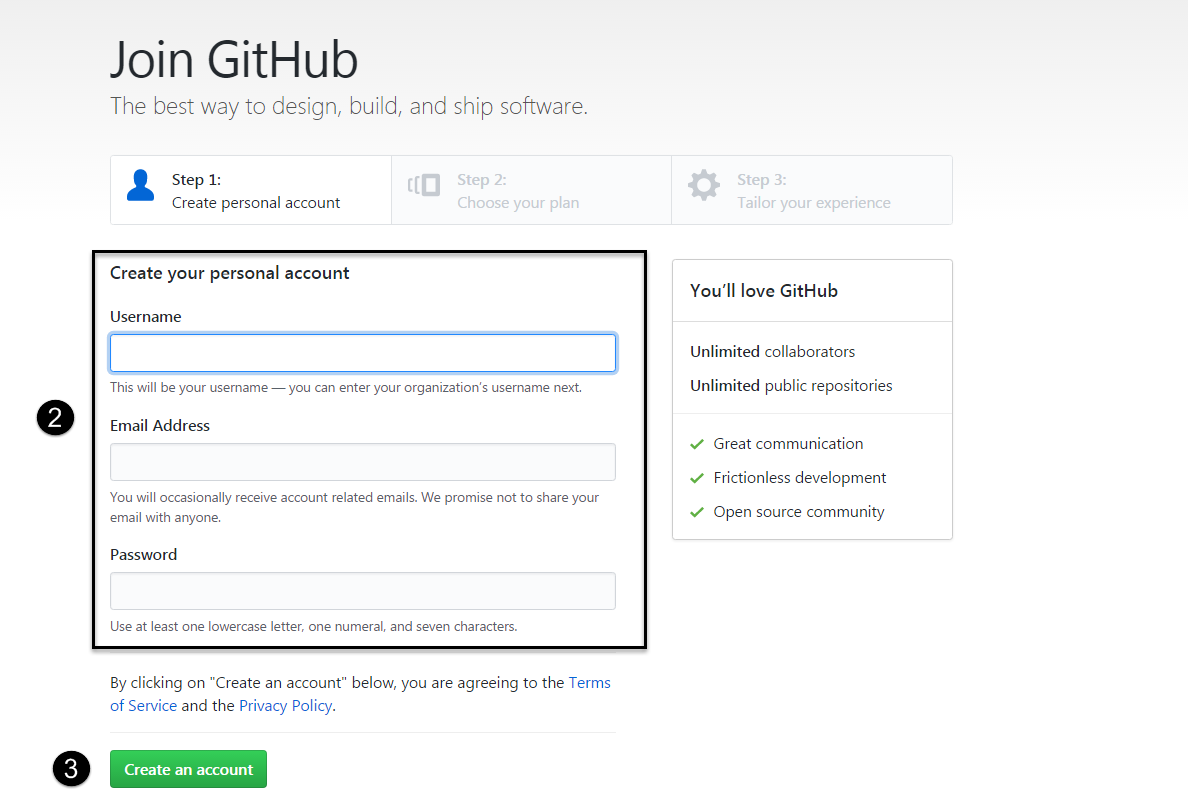 Join GitHub
The best way to design, build, and ship software.
Step 1:
Create personal account
Step 2:
Choose your plan
Step 3:
Tailor your experience
Create your personal account
Username
This will be your username — you can enter your organization’s username next.
2
Email Address
You will occasionally receive account related emails. We promise not to share your
email with anyone.
Password
Use at least one lowercase letter, one numeral, and seven characters.
You’ll love GitHub
Unlimited collaborators
Unlimited public repositories
Great communication
Frictionless development
Open source community
By clicking on "Create an account" below, you are agreeing to the Terms
of Service and the Privacy Policy.
3
Create an account